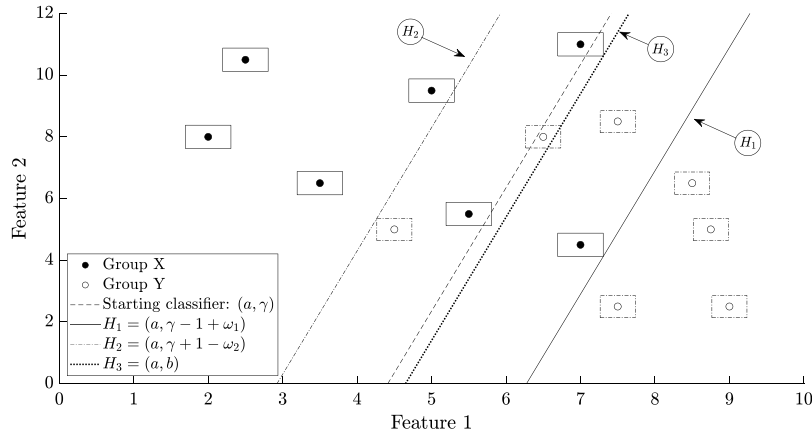 12
10
8
6
4
2
0
Feature 2
H₂
H₃
H₁
Group X
Group Y
Starting classifier: (a, γ)
H₁ = (a, γ − 1 + ω₁)
H₂ = (a, γ + 1 − ω₂)
H₃ = (a, b)
0 1 2 3 4 5 6 7 8 9 10
Feature 1